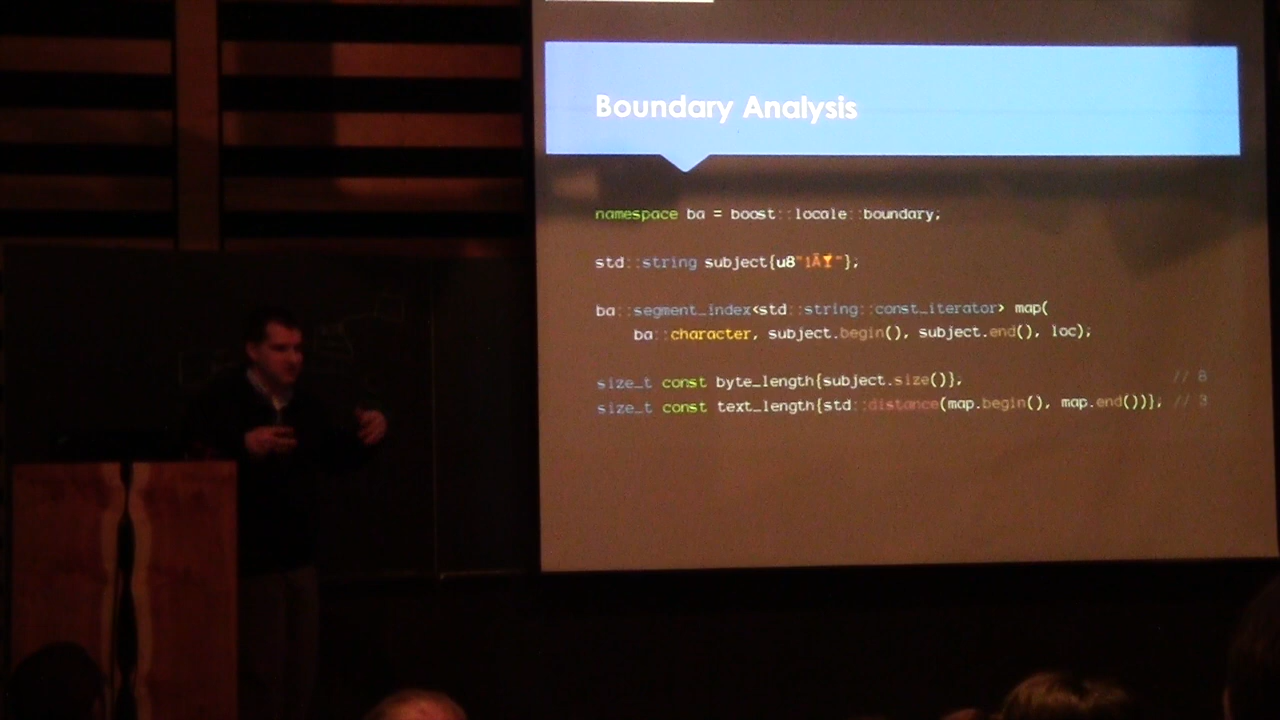 Boundary Analysis
namespace ba = boost::locale::boundary;
std::string subject{u8"
ba::segment_index<std::string::const_iterator> map(
ba::character, subject.begin(), subject.end(), loc);
size_t const byte_length{subject.size()}; // 8
size_t const text_length{std::distance(map.begin(), map.end())}; // 3